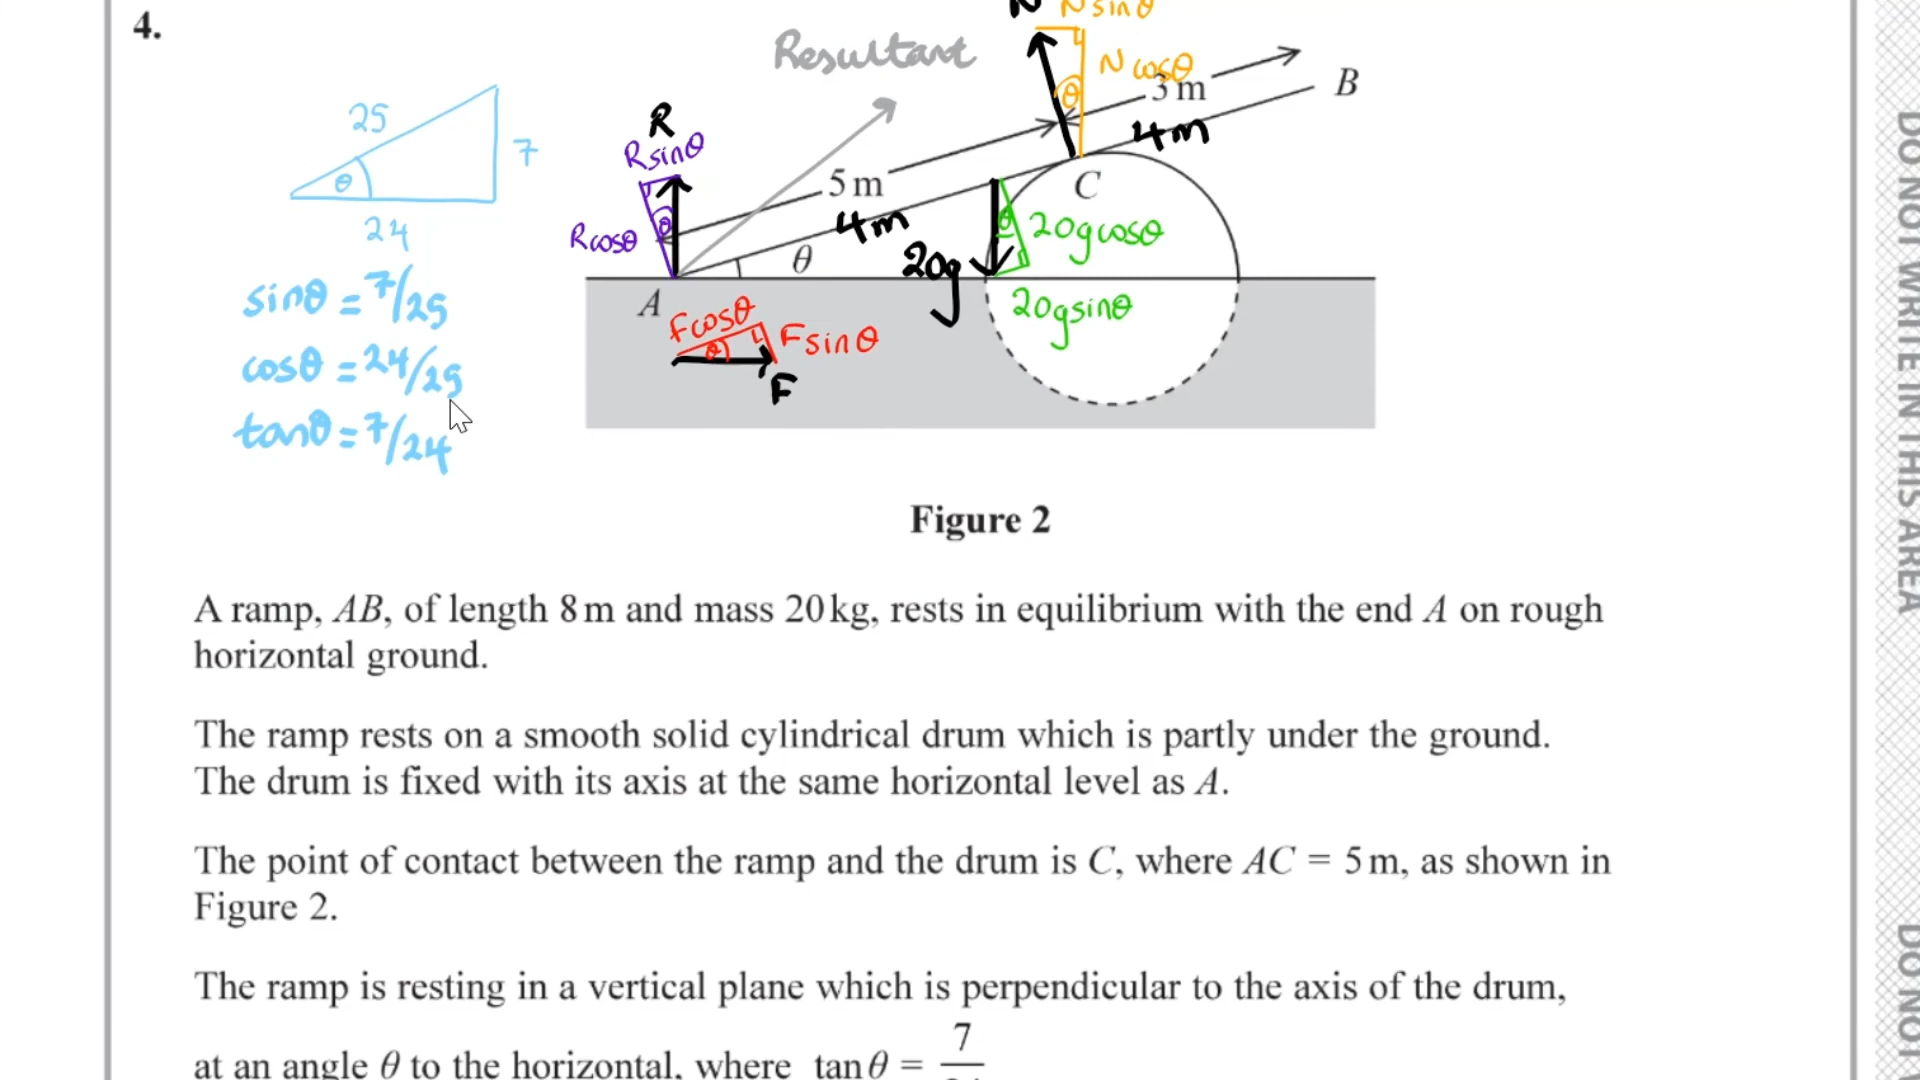 4.
N sinθ
Resultant
N cosθ
θ
3 m
B
25
R
4m
7
R sinθ
5 m
C
θ
24
R cosθ
θ
4m
θ
20gcosθ
θ
20g
sinθ = 7/25
A
Fcosθ
θ
Fsinθ
20gsinθ
cosθ = 24/25
F
tanθ = 7/24
Figure 2
A ramp, AB, of length 8 m and mass 20 kg, rests in equilibrium with the end A on rough
horizontal ground.
The ramp rests on a smooth solid cylindrical drum which is partly under the ground.
The drum is fixed with its axis at the same horizontal level as A.
The point of contact between the ramp and the drum is C, where AC = 5 m, as shown in
Figure 2.
The ramp is resting in a vertical plane which is perpendicular to the axis of the drum,
at an angle θ to the horizontal, where tanθ = 7
DO NOT WRITE IN THIS AREA
DO NOT